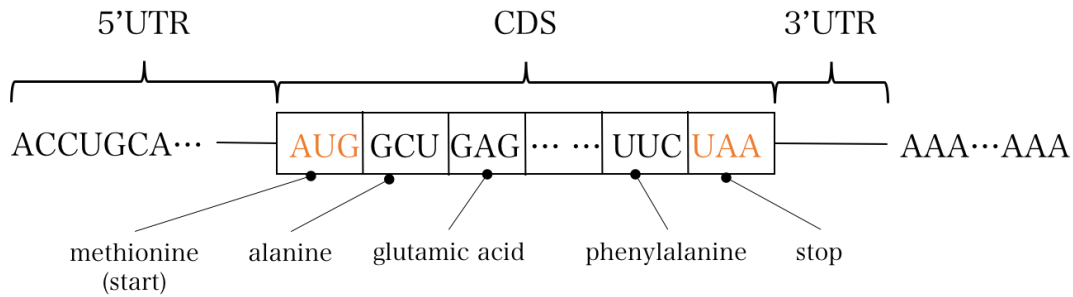 5’UTR CDS 3’UTR
ACCUGCA⋯ AUG GCU GAG ⋯ ⋯ UUC UAA AAA⋯AAA
methionine alanine glutamic acid phenylalanine stop
(start)